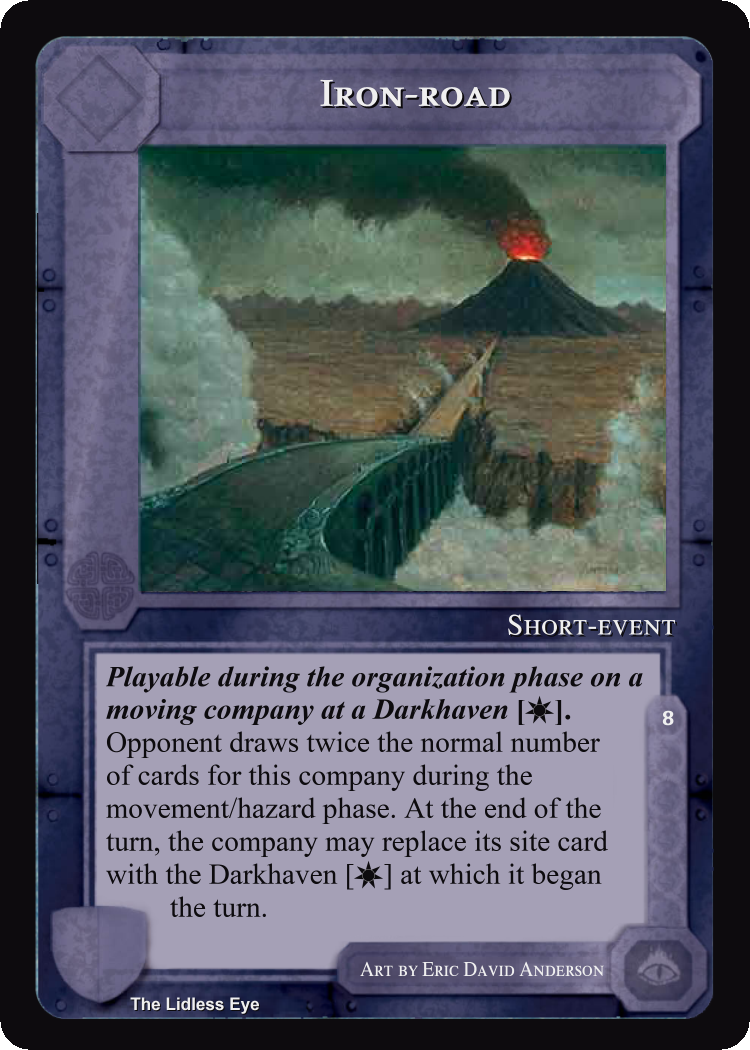 Iron-road
Short-event
Playable during the organization phase on a
moving company at a Darkhaven [☀].
Opponent draws twice the normal number
of cards for this company during the
movement/hazard phase. At the end of the
turn, the company may replace its site card
with the Darkhaven [☀] at which it began
the turn.
8
Art by Eric David Anderson
The Lidless Eye